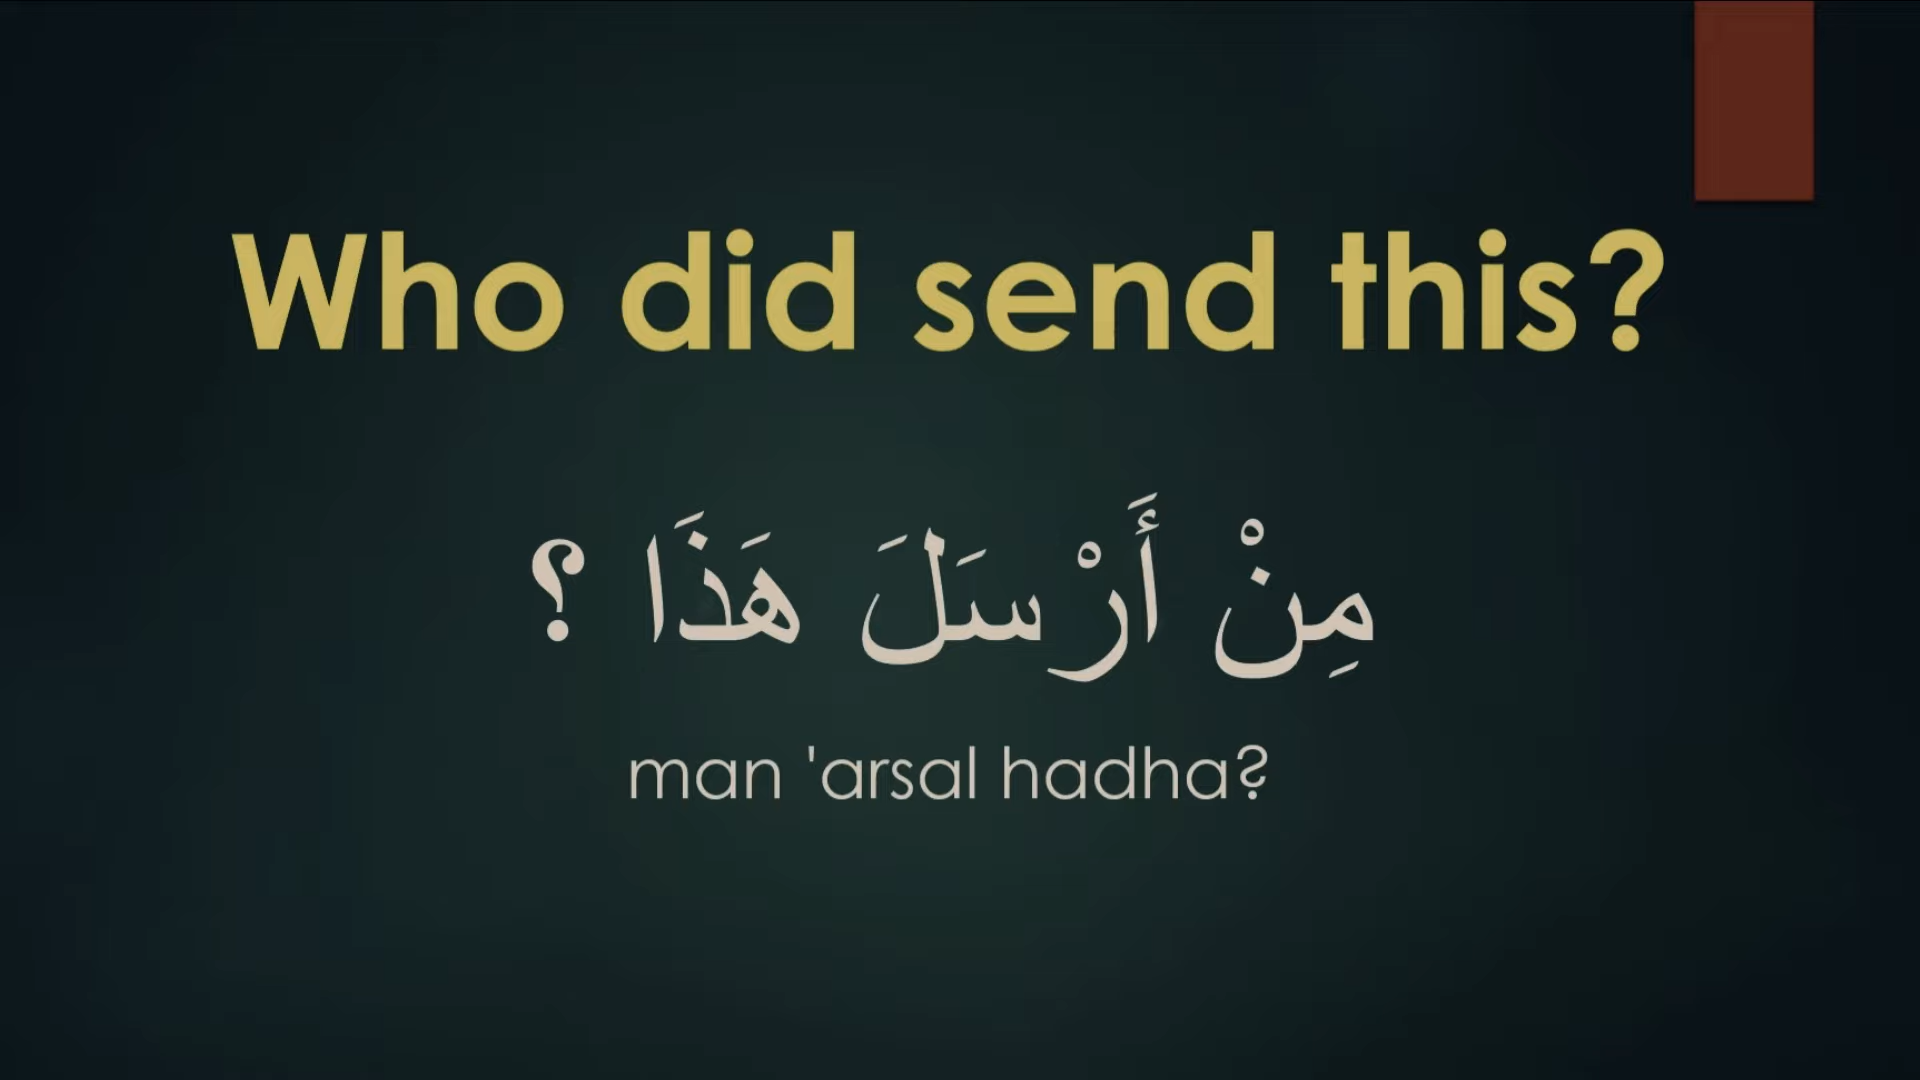 Who did send this?
مِنْ أَرْسَلَ هَذَا ؟
man 'arsal hadha?